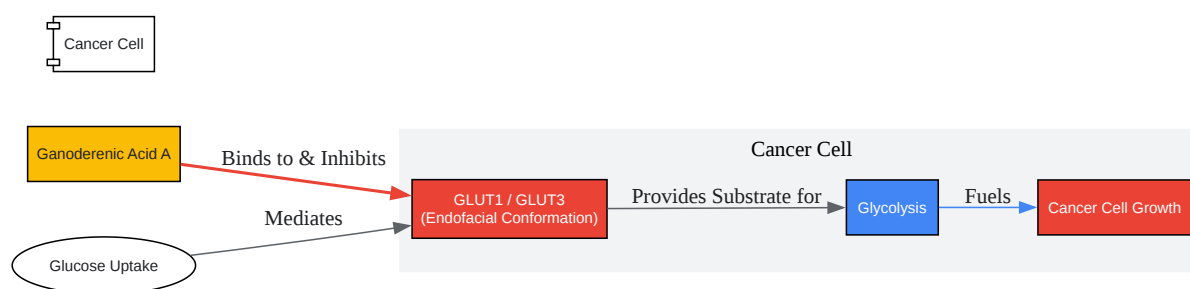 Cancer Cell
Ganoderenic Acid A
Binds to & Inhibits
Cancer Cell
GLUT1 / GLUT3
(Endofacial Conformation)
Provides Substrate for
Glycolysis
Fuels
Cancer Cell Growth
Mediates
Glucose Uptake